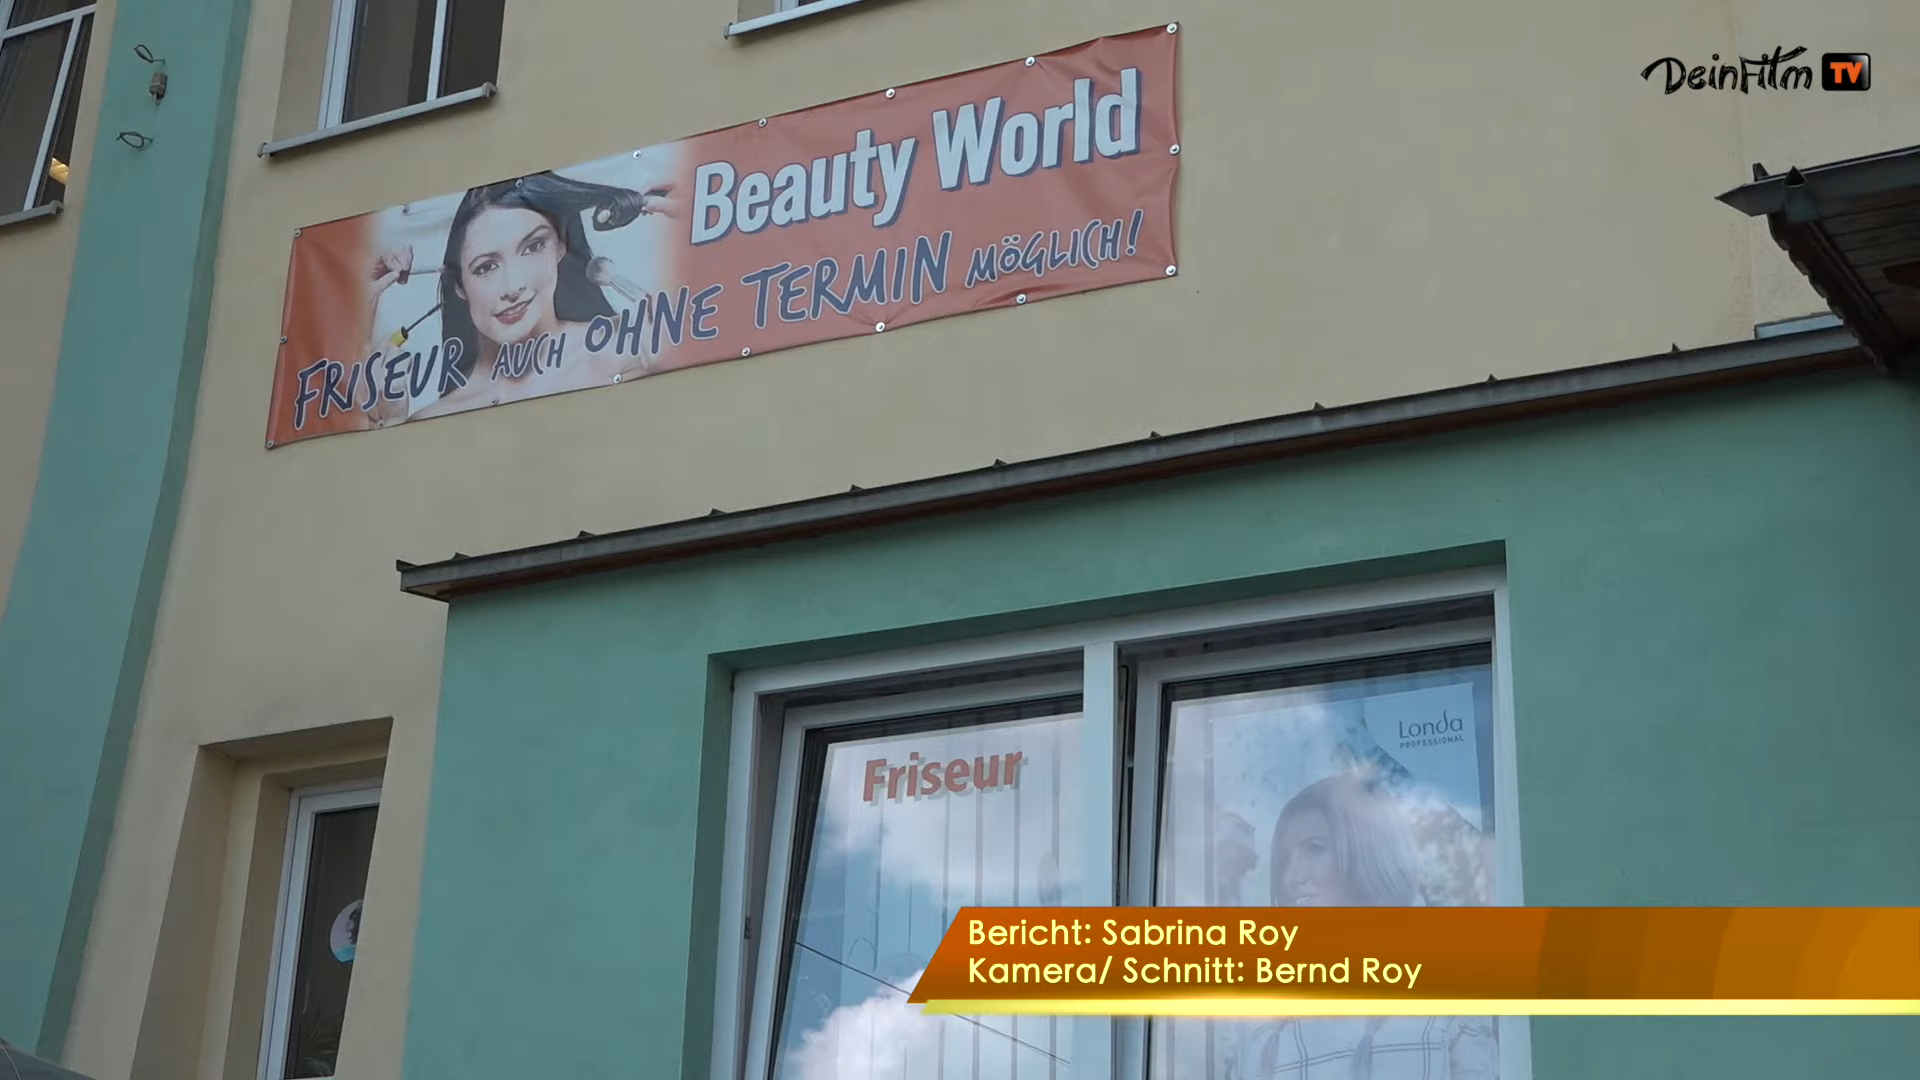 DeinFilm TV
Beauty World
FRISEUR AUCH OHNE TERMIN MÖGLICH!
Friseur
Londa
PROFESSIONAL
Bericht: Sabrina Roy
Kamera/ Schnitt: Bernd Roy